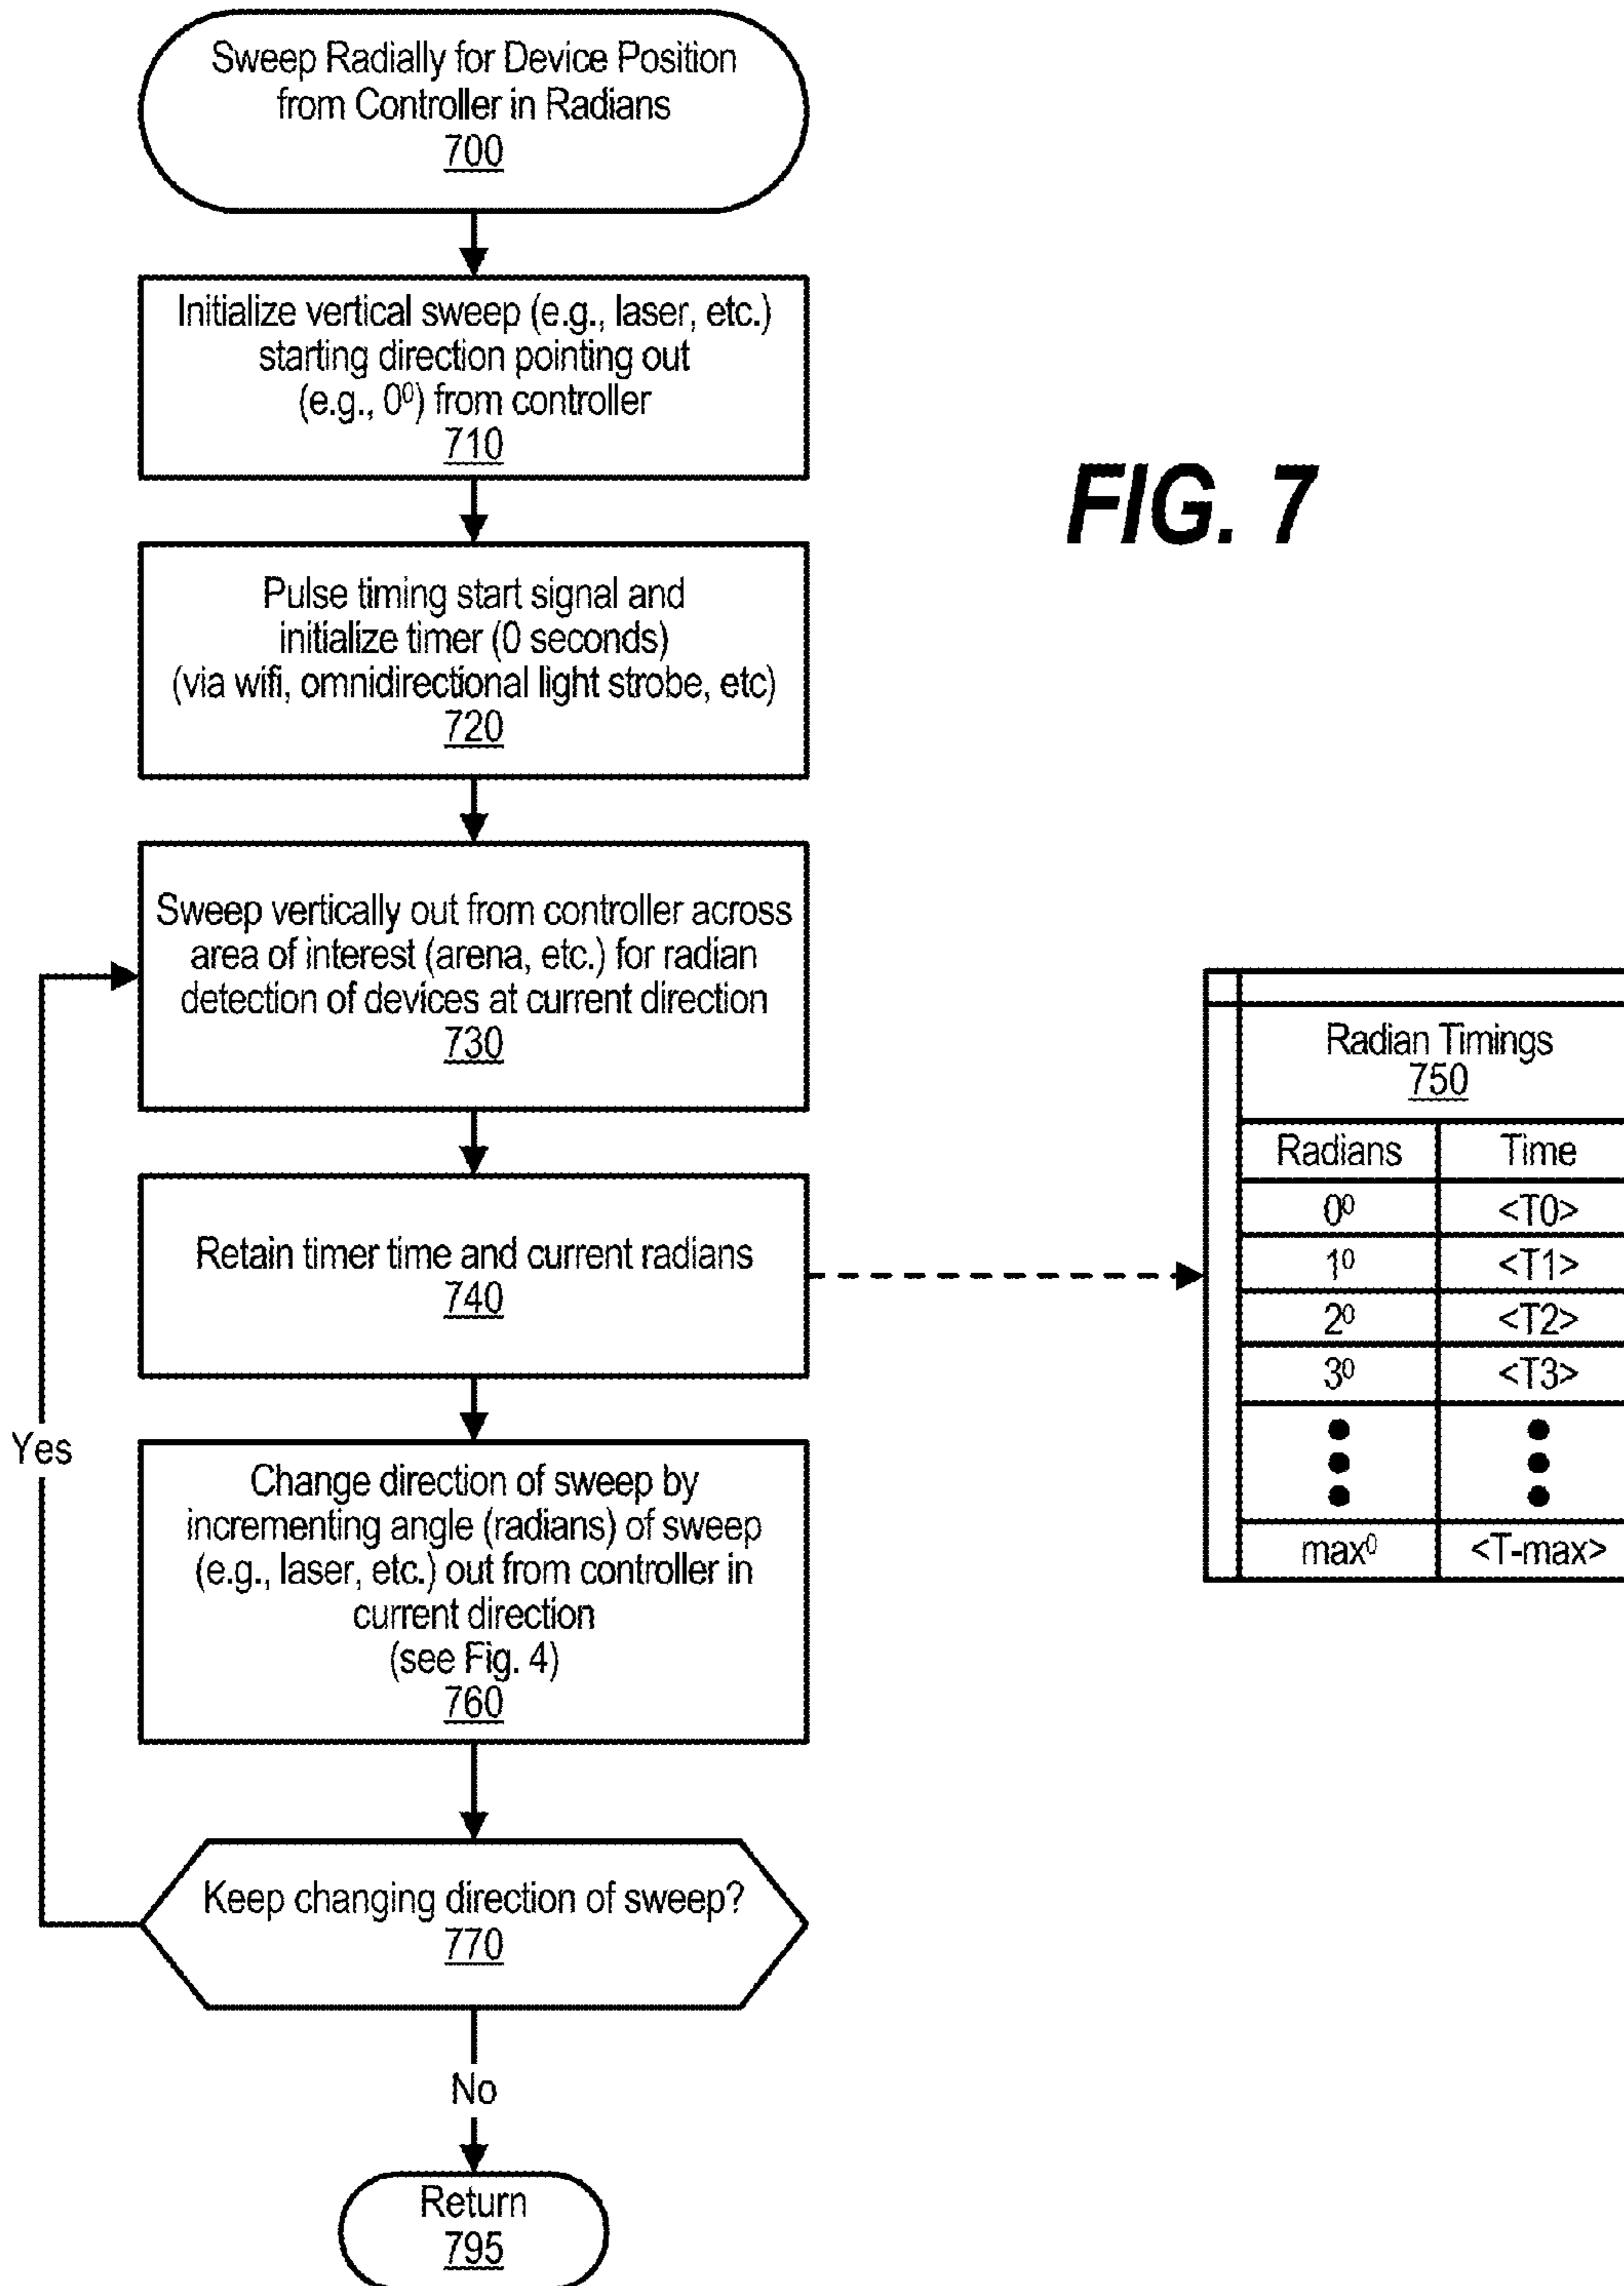 Sweep Radially for Device Position
from Controller in Radians
700
Initialize vertical sweep (e.g., laser, etc.)
starting direction pointing out
(e.g., 0⁰) from controller
710
FIG. 7
Pulse timing start signal and
initialize timer (0 seconds)
(via wifi, omnidirectional light strobe, etc)
720
Sweep vertically out from controller across
area of interest (arena, etc.) for radian
detection of devices at current direction
730
Retain timer time and current radians
740
Radian Timings
750
Radians Time
0⁰ <T0>
1⁰ <T1>
2⁰ <T2>
3⁰ <T3>
max⁰ <T-max>
Change direction of sweep by
incrementing angle (radians) of sweep
(e.g., laser, etc.) out from controller in
current direction
(see Fig. 4)
760
Yes
Keep changing direction of sweep?
770
No
Return
795